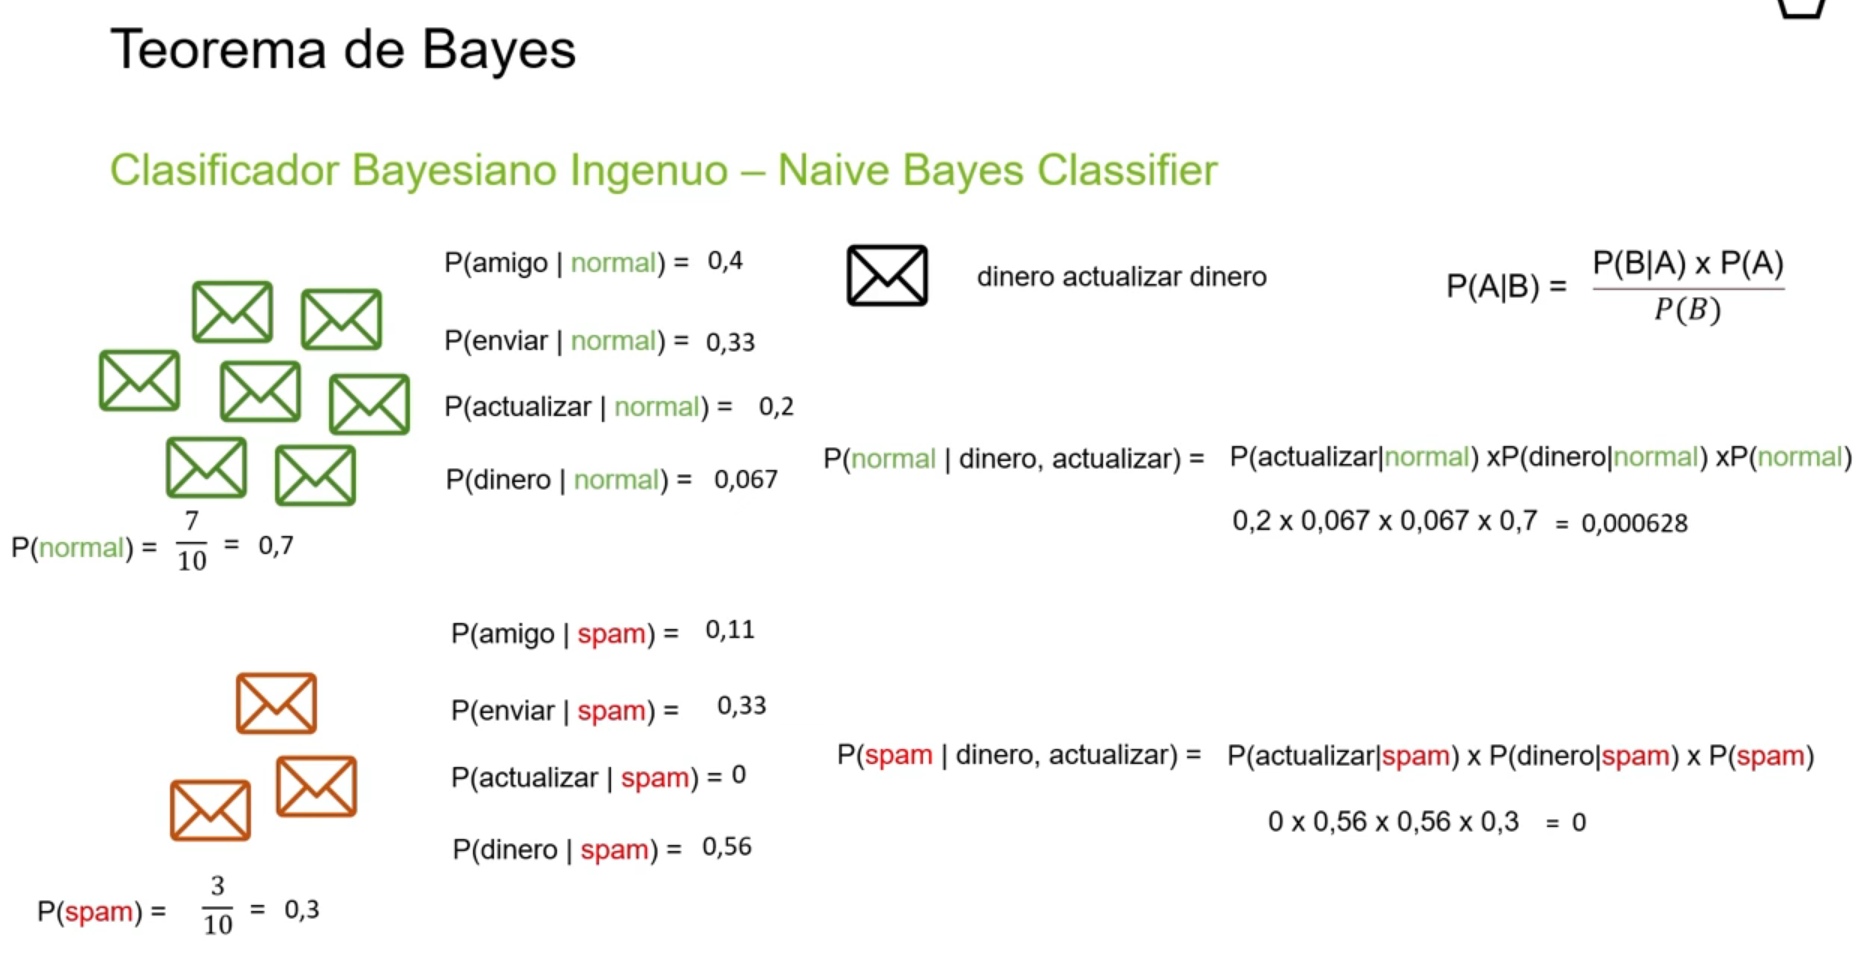 Teorema de Bayes
Clasificador Bayesiano Ingenuo – Naive Bayes Classifier
P(amigo | normal) = 0,4
P(enviar | normal) = 0,33
P(actualizar | normal) = 0,2
P(dinero | normal) = 0,067
P(normal) = 7/10 = 0,7
dinero actualizar dinero
P(A|B) = P(B|A) x P(A) / P(B)
P(normal | dinero, actualizar) = P(actualizar|normal) xP(dinero|normal) xP(normal)
0,2 x 0,067 x 0,067 x 0,7 = 0,000628
P(amigo | spam) = 0,11
P(enviar | spam) = 0,33
P(actualizar | spam) = 0
P(dinero | spam) = 0,56
P(spam) = 3/10 = 0,3
P(spam | dinero, actualizar) = P(actualizar|spam) x P(dinero|spam) x P(spam)
0 x 0,56 x 0,56 x 0,3 = 0